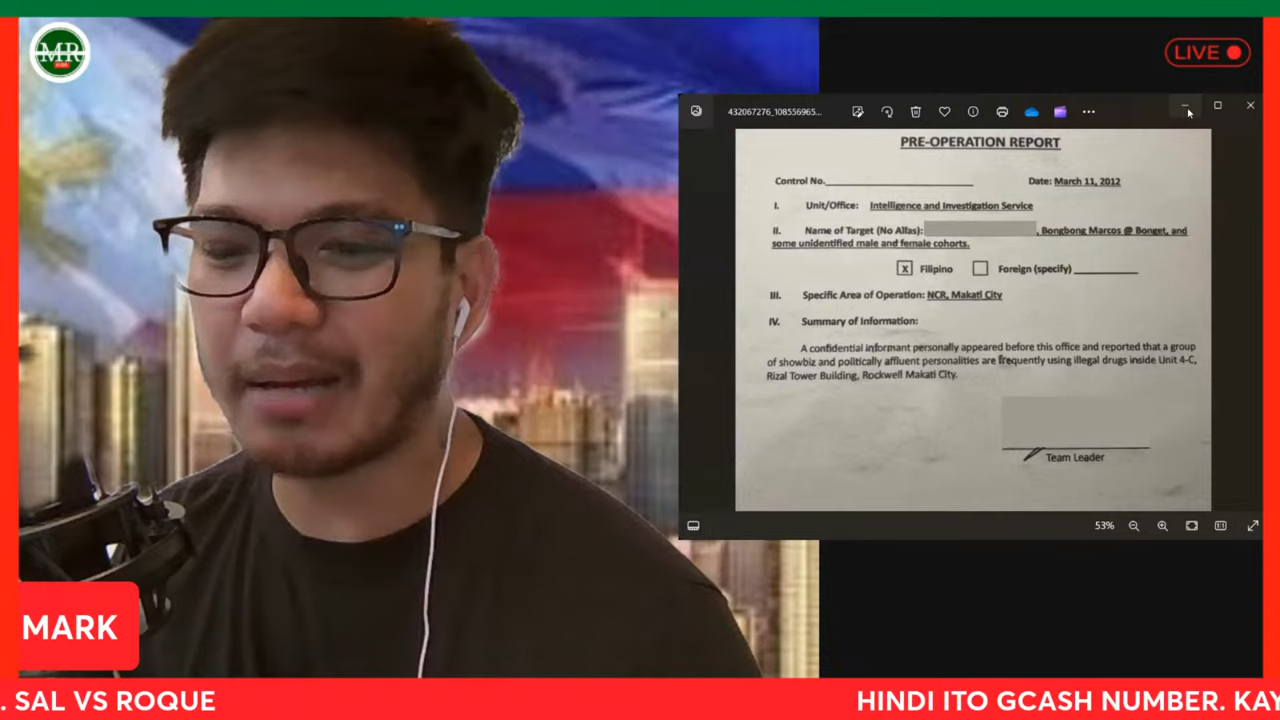 MR
LIVE
432067276_108556965...
PRE-OPERATION REPORT
Control No.
Date: March 11, 2012
I. Unit/Office: Intelligence and Investigation Service
II. Name of Target (No Alias): , Bongbong Marcos @ Bonget, and
some unidentified male and female cohorts.
X Filipino Foreign (specify)
III. Specific Area of Operation: NCR, Makati City
IV. Summary of Information:
A confidential informant personally appeared before this office and reported that a group
of showbiz and politically affluent personalities are frequently using illegal drugs inside Unit 4-C,
Rizal Tower Building, Rockwell Makati City.
Team Leader
53%
MARK
. SAL VS ROQUE HINDI ITO GCASH NUMBER. KAY